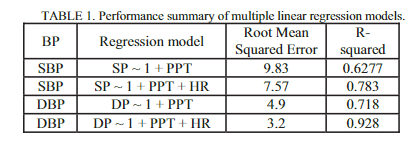 TABLE 1. Performance summary of multiple linear regression models.
BP Regression model Root Mean Squared Error R-squared
SBP SP ~ 1 + PPT 9.83 0.6277
SBP SP ~ 1 + PPT + HR 7.57 0.783
DBP DP ~ 1 + PPT 4.9 0.718
DBP DP ~ 1 + PPT + HR 3.2 0.928